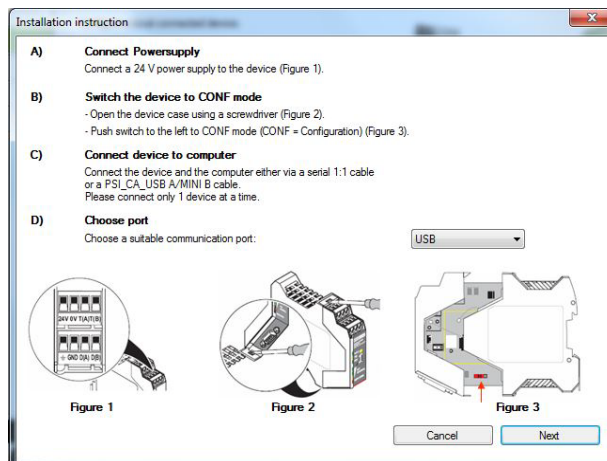 Installation instruction
A) Connect Powersupply
Connect a 24 V power supply to the device (Figure 1).
B) Switch the device to CONF mode
- Open the device case using a screwdriver (Figure 2).
- Push switch to the left to CONF mode (CONF = Configuration) (Figure 3).
C) Connect device to computer
Connect the device and the computer either via a serial 1:1 cable
or a PSI_CA_USB A/MINI B cable.
Please connect only 1 device at a time.
D) Choose port
Choose a suitable communication port:
USB
24V 0V T(A) T(B)
GND D(A) D(B)
Figure 1
Figure 2
Figure 3
Cancel
Next